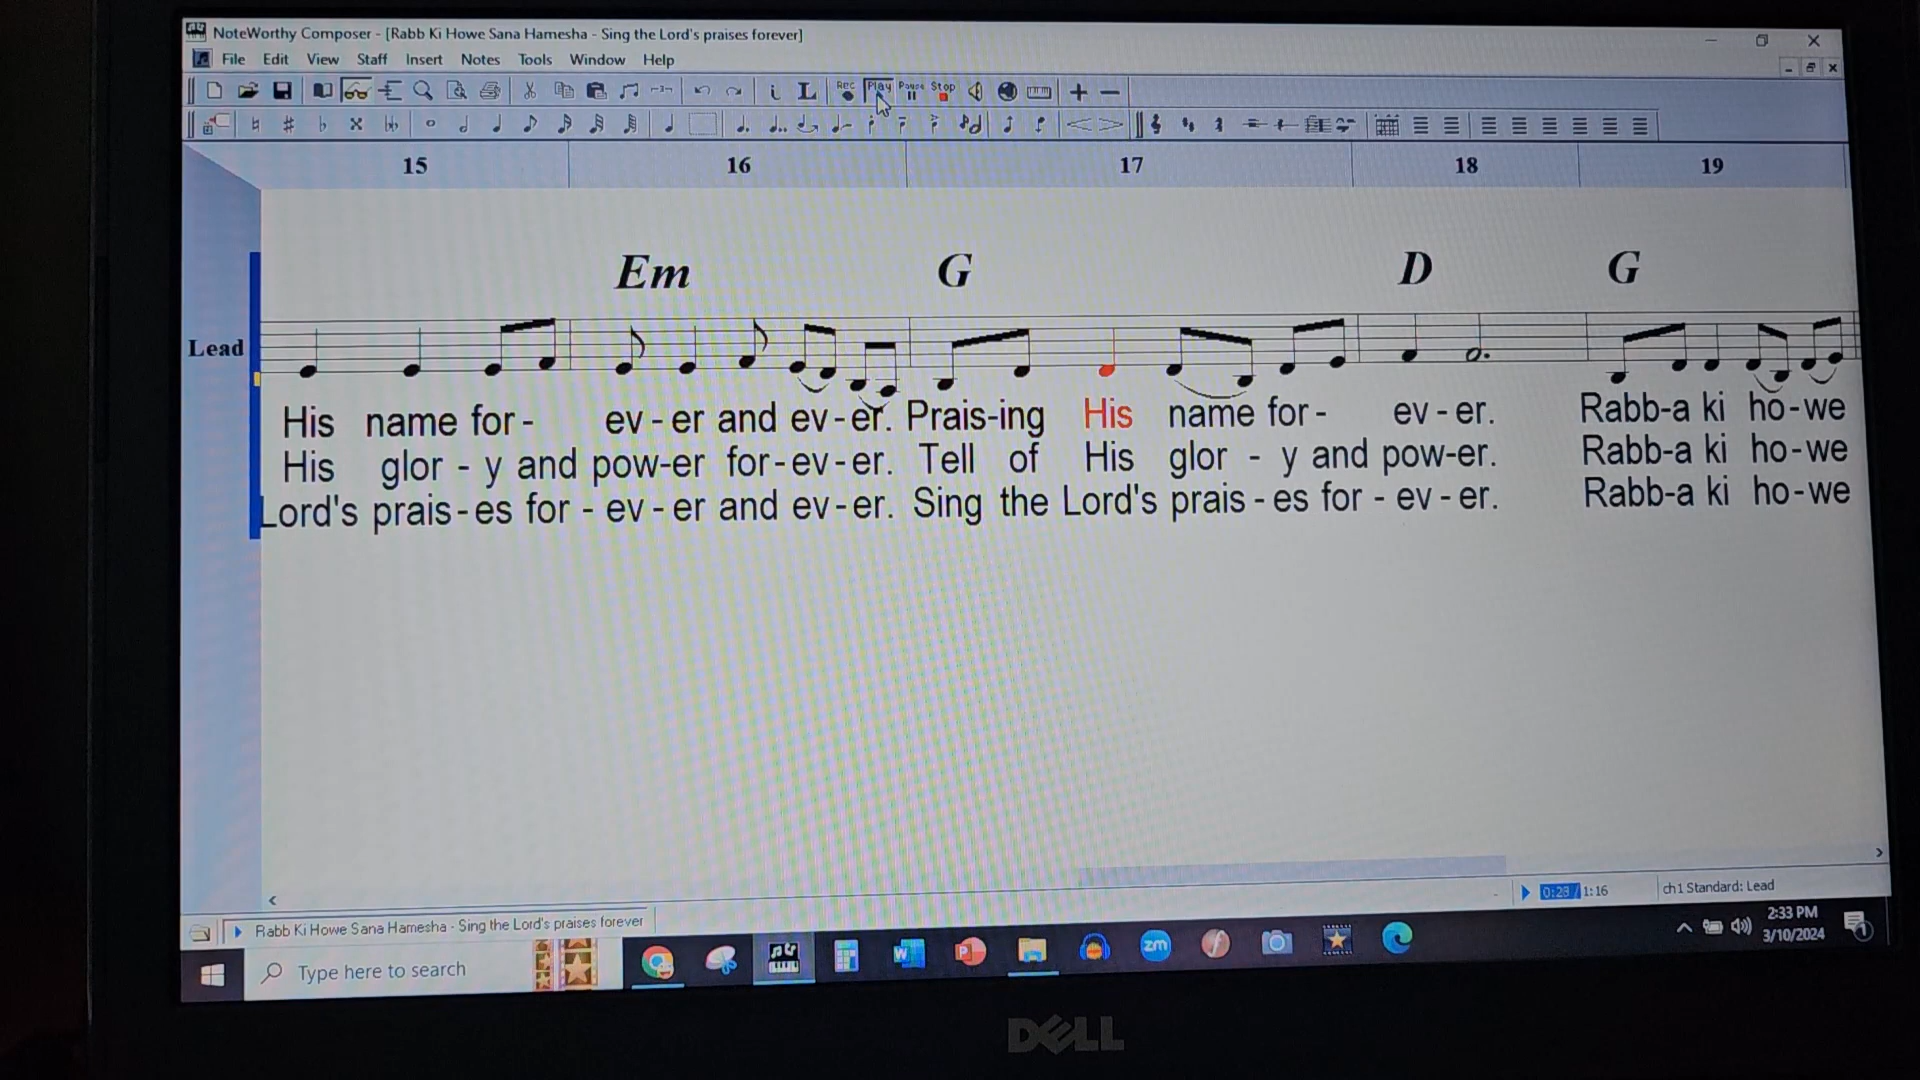 NoteWorthy Composer - [Rabb Ki Howe Sana Hamesha - Sing the Lord's praises forever]
File Edit View Staff Insert Notes Tools Window Help
Rec Play Pause Stop
15 16 17 18 19
Em G D G
Lead
His name for- ev-er and ev-er. Prais-ing His name for- ev-er. Rabb-a ki ho-we
His glor-y and pow-er for-ev-er. Tell of His glor-y and pow-er. Rabb-a ki ho-we
Lord's prais-es for-ev-er and ev-er. Sing the Lord's prais-es for-ev-er. Rabb-a ki ho-we
1:16 ch1 Standard: Lead
Rabb Ki Howe Sana Hamesha - Sing the Lord's praises forever
Type here to search
zm
2:33 PM
3/10/2024
DELL